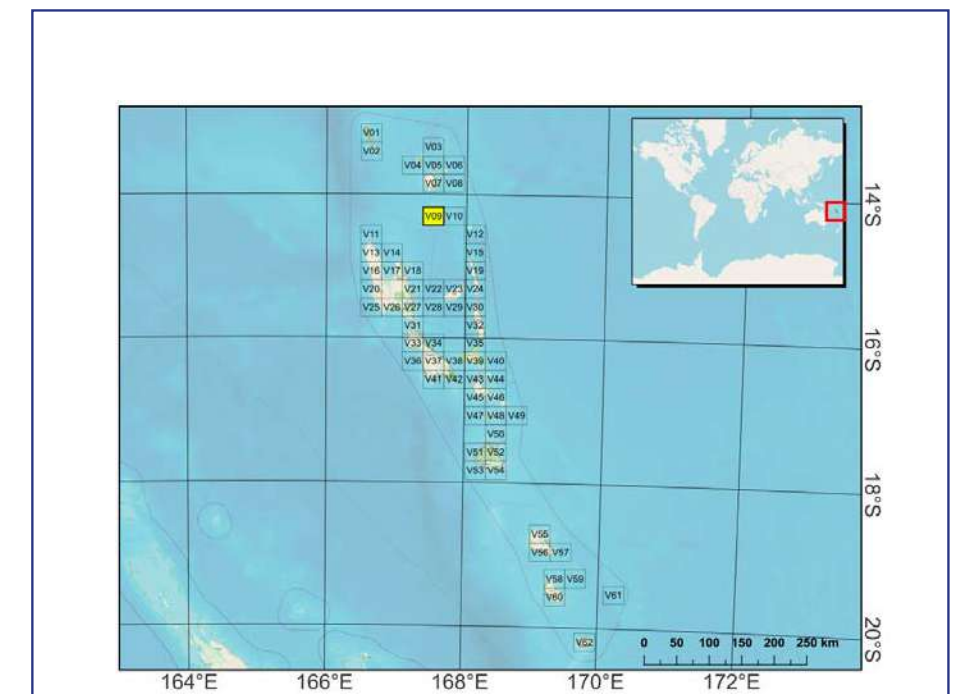 V01
V02
V03
V04 V05 V06
V07 V08
14°S
V09 V10
V11
V12
V13 V14
V15
V16 V17 V18
V19
V20
V21 V22 V23 V24
V25 V26 V27 V28 V29 V30
V31
V32
V33 V34
V35
16°S
V36 V37 V38 V39 V40
V41 V42 V43 V44
V45 V46
V47 V48 V49
V50
V51 V52
V53 V54
18°S
V55
V56 V57
V58 V59
V60
V61
V62
20°S
0 50 100 150 200 250 km
164°E 166°E 168°E 170°E 172°E